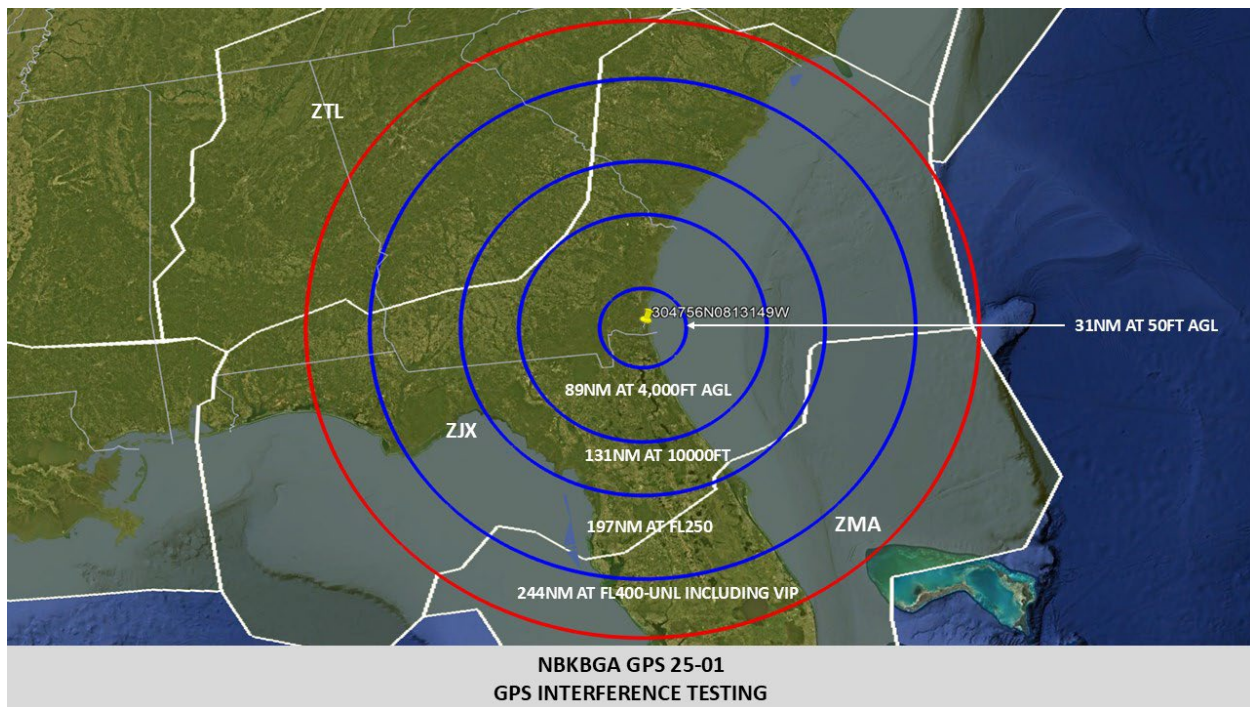 ZTL
304756N0813149W
31NM AT 50FT AGL
89NM AT 4,000FT AGL
ZJX
131NM AT 10000FT
197NM AT FL250
ZMA
244NM AT FL400-UNL INCLUDING VIP
NBKBGA GPS 25-01
GPS INTERFERENCE TESTING